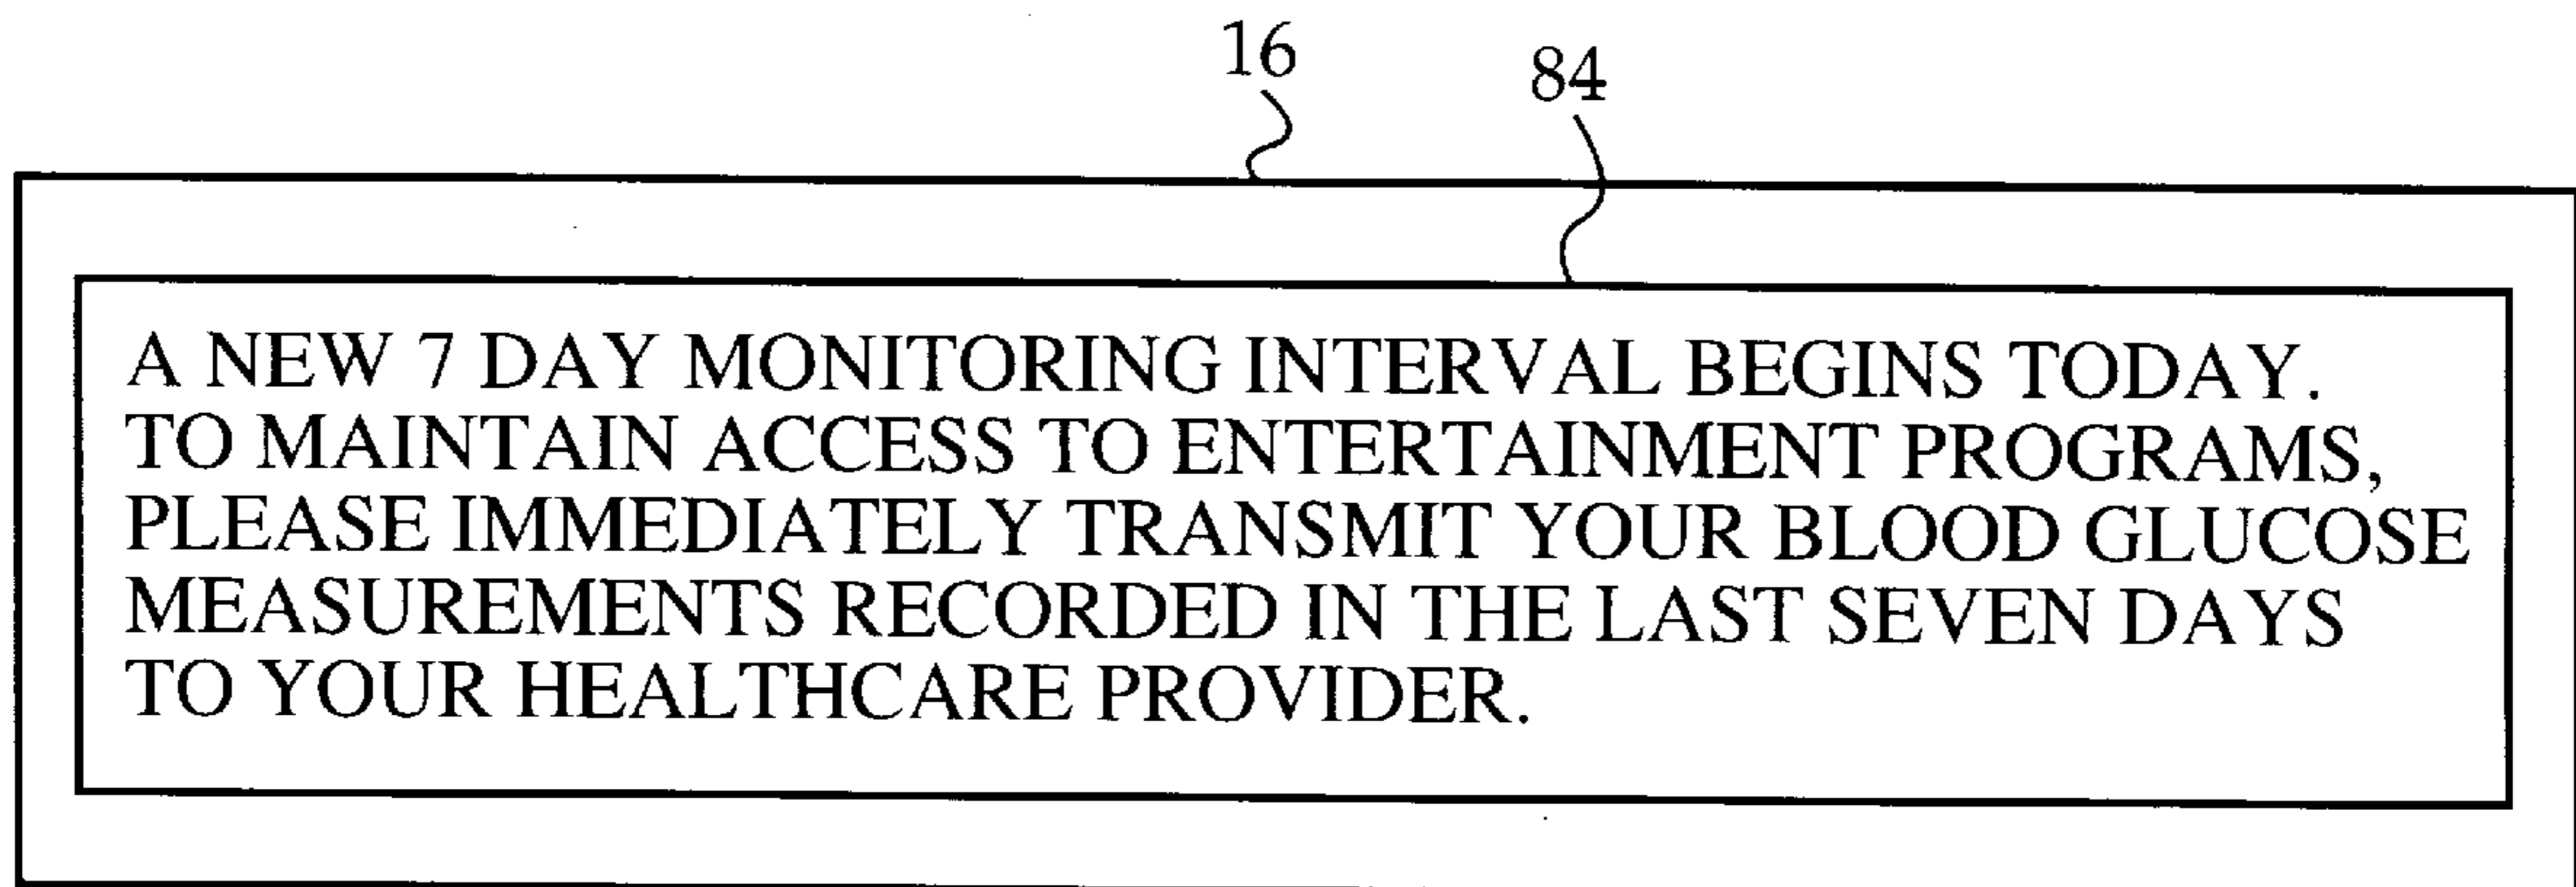 16
84
A NEW 7 DAY MONITORING INTERVAL BEGINS TODAY.
TO MAINTAIN ACCESS TO ENTERTAINMENT PROGRAMS,
PLEASE IMMEDIATELY TRANSMIT YOUR BLOOD GLUCOSE
MEASUREMENTS RECORDED IN THE LAST SEVEN DAYS
TO YOUR HEALTHCARE PROVIDER.